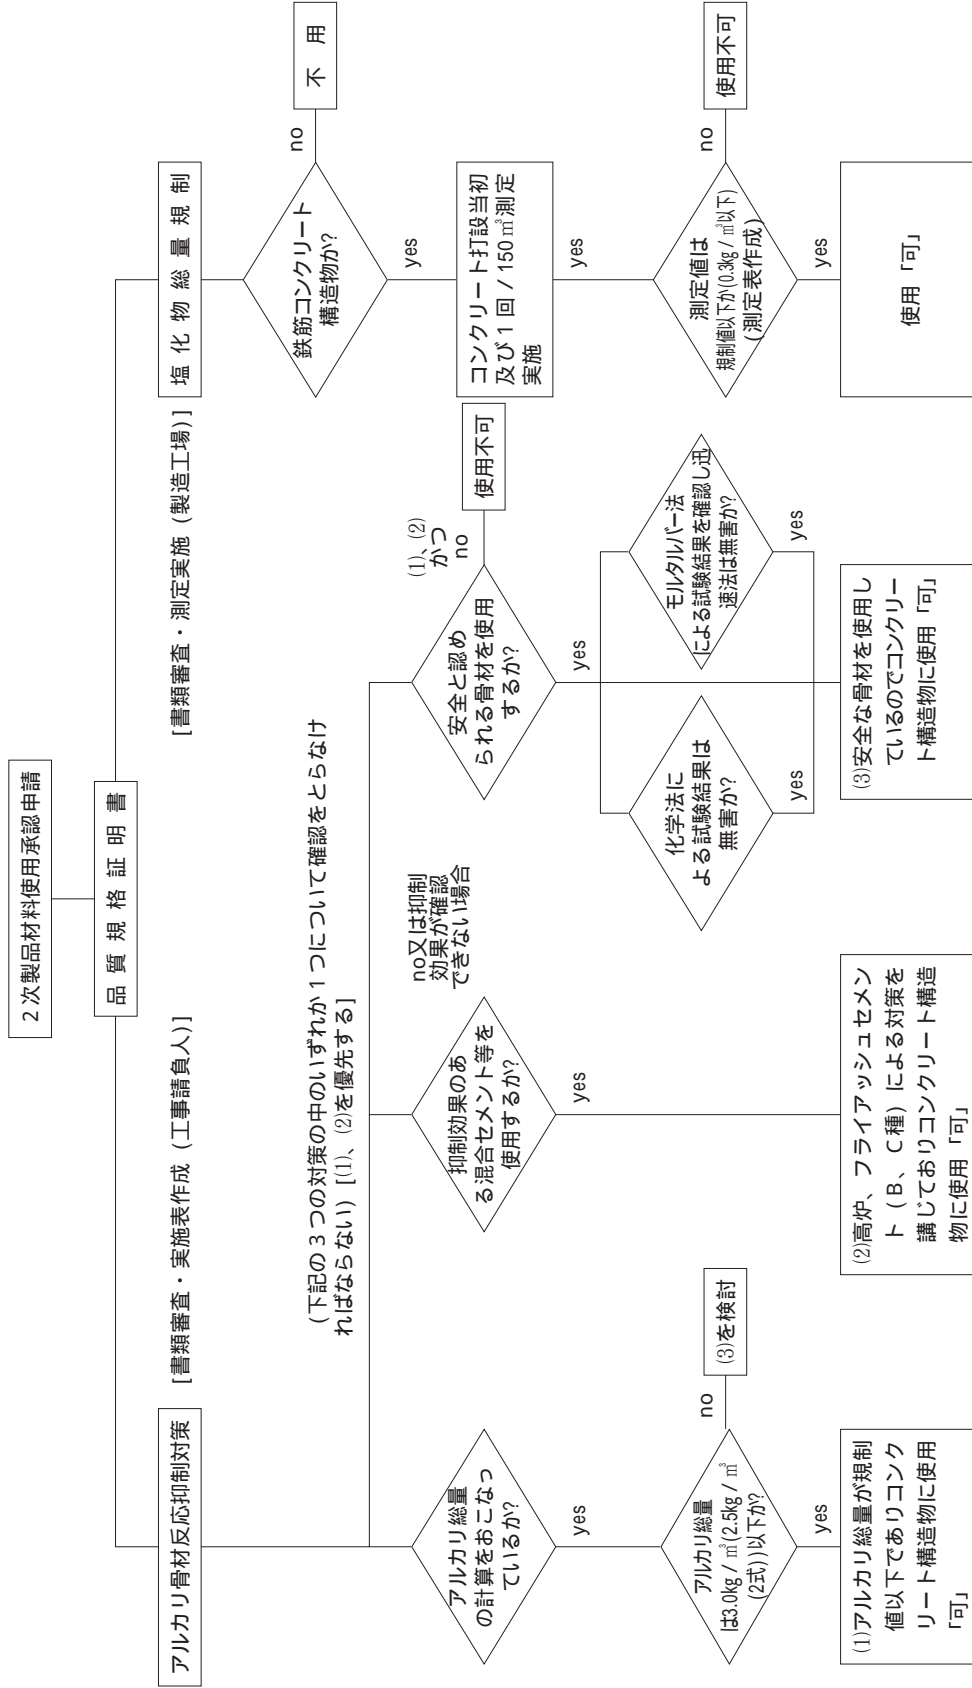 2次製品材料使用承認申請
品質規格証明書
[書類審査・実施表作成 (工事請負人)]
[書類審査・測定実施 (製造工場)]
アルカリ骨材反応抑制対策
塩化物総量規制
(下記の3つの対策の中のいずれか1つについて確認をとらなけ
ればならない) [⑴、⑵を優先する]
アルカリ総量
の計算をおこなっ
ているか?
yes
アルカリ総量
は3.0kg/㎥(2.5kg/㎥
(2式))以下か?
no
⑶を検討
yes
⑴アルカリ総量が規制
値以下でありコンク
リート構造物に使用
「可」
抑制効果のあ
る混合セメント等を
使用するか?
no又は抑制
効果が確認
できない場合
yes
⑵高炉、フライアッシュセメン
ト(B、C種)による対策を
講じておりコンクリート構造
物に使用「可」
安全と認め
られる骨材を使用
するか?
⑴、⑵
かつ
no
使用不可
yes
化学法に
よる試験結果は
無害か?
yes
モルタルバー法
による試験結果を確認し迅
速法は無害か?
yes
⑶安全な骨材を使用し
ているのでコンクリー
ト構造物に使用「可」
鉄筋コンクリート
構造物か?
no
不用
yes
コンクリート打設当初
及び1回/150㎥測定
実施
yes
測定値は
規制値以下か(0.3kg/㎥以下)
(測定表作成)
no
使用不可
yes
使用「可」